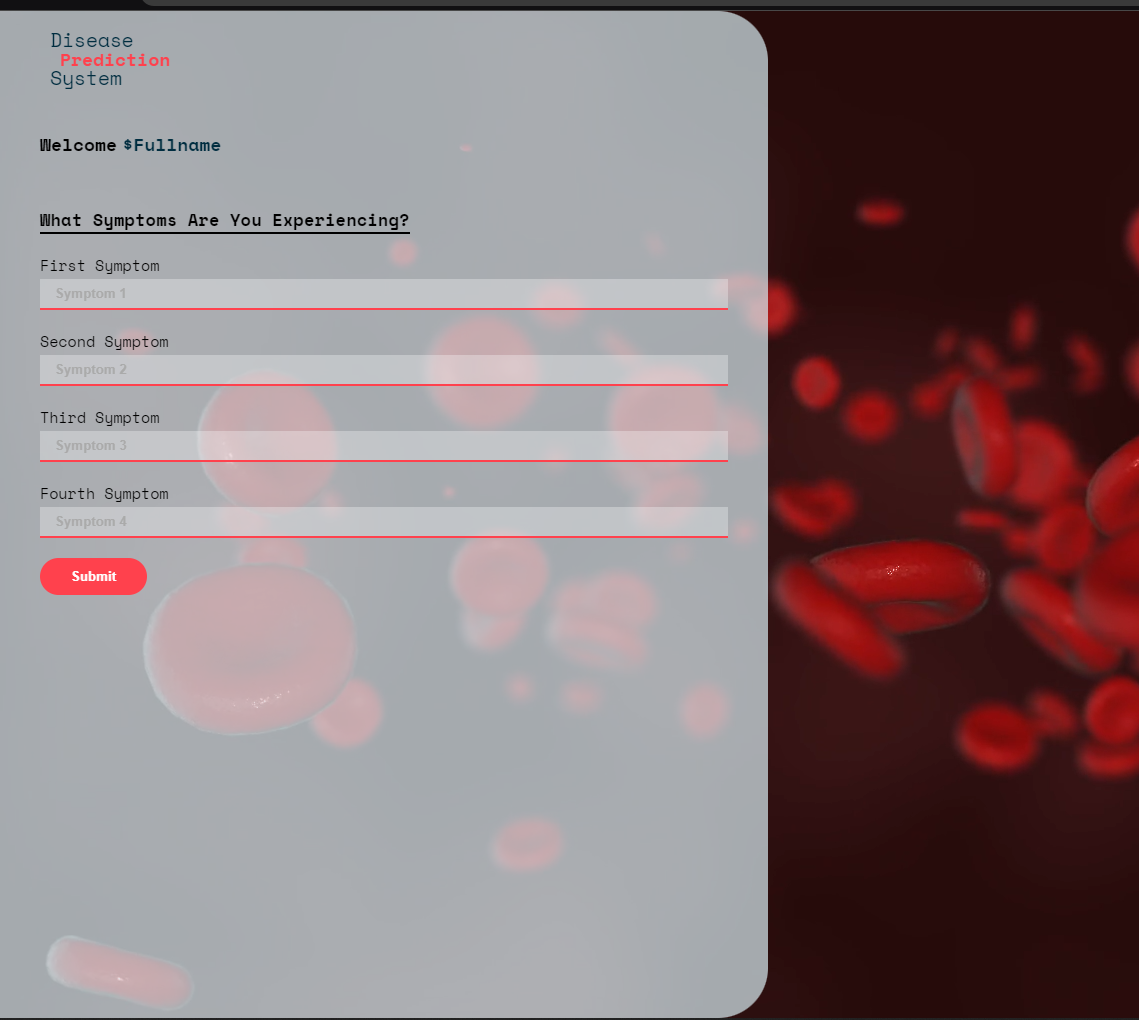 Disease
Prediction
System
Welcome $Fullname
What Symptoms Are You Experiencing?
First Symptom
Symptom 1
Second Symptom
Symptom 2
Third Symptom
Symptom 3
Fourth Symptom
Symptom 4
Submit